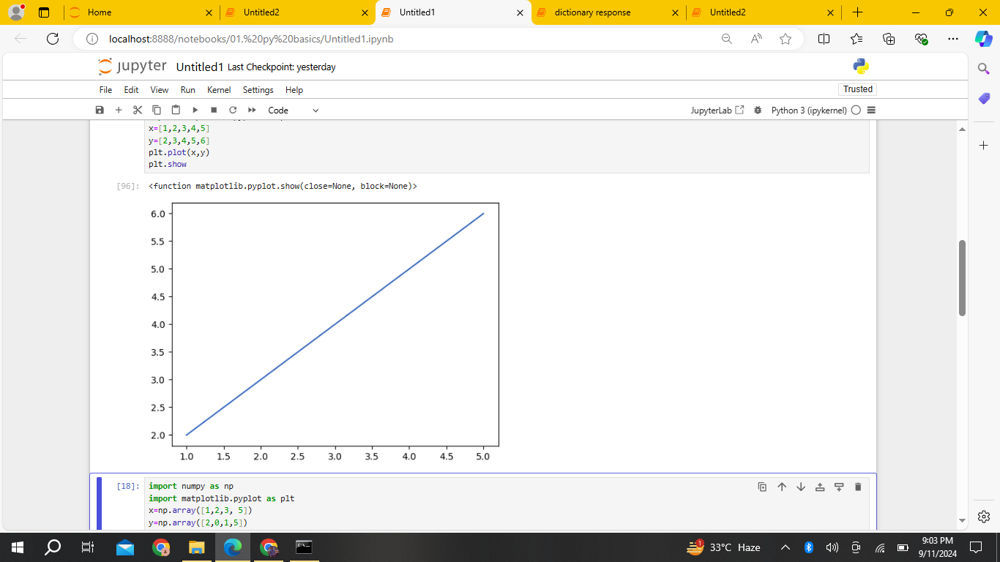 Home
Untitled2
Untitled1
dictionary response
Untitled2
localhost:8888/notebooks/01.%20py%20basics/Untitled1.ipynb
jupyter Untitled1 Last Checkpoint: yesterday
File Edit View Run Kernel Settings Help
Trusted
Code
JupyterLab
Python 3 (ipykernel)
x=[1,2,3,4,5]
y=[2,3,4,5,6]
plt.plot(x,y)
plt.show
[96]: <function matplotlib.pyplot.show(close=None, block=None)>
6.0
5.5
5.0
4.5
4.0
3.5
3.0
2.5
2.0
1.0 1.5 2.0 2.5 3.0 3.5 4.0 4.5 5.0
[18]: import numpy as np
import matplotlib.pyplot as plt
x=np.array([1,2,3, 5])
y=np.array([2,0,1,5])
1
33°C Haze
9:03 PM
9/11/2024